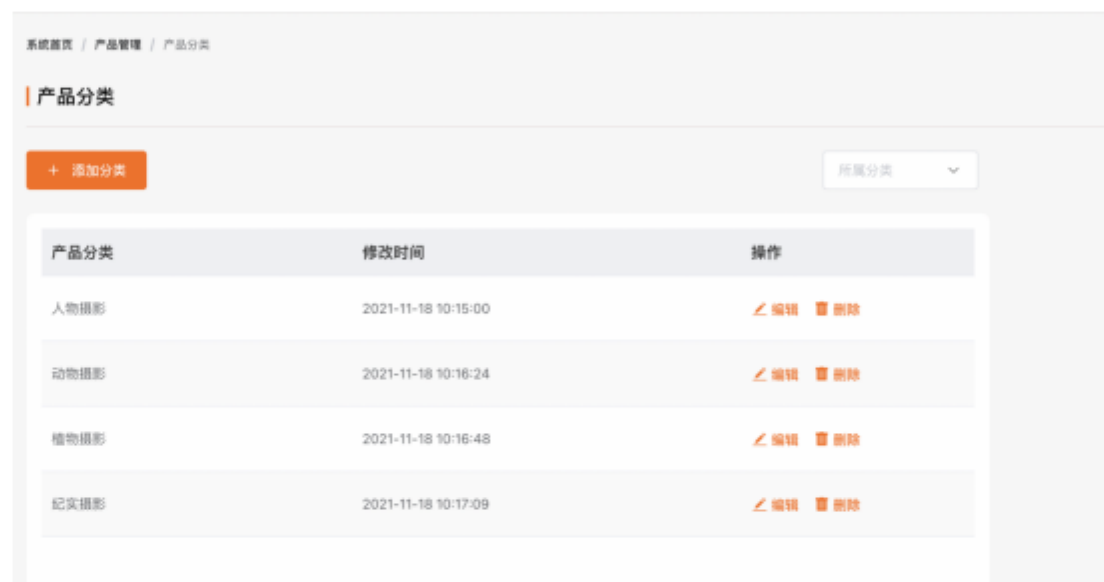 系统首页 / 产品管理 / 产品分类
产品分类
+ 添加分类 所属分类
产品分类 修改时间 操作
人物摄影 2021-11-18 10:15:00 编辑 删除
动物摄影 2021-11-18 10:16:24 编辑 删除
植物摄影 2021-11-18 10:16:48 编辑 删除
纪实摄影 2021-11-18 10:17:09 编辑 删除